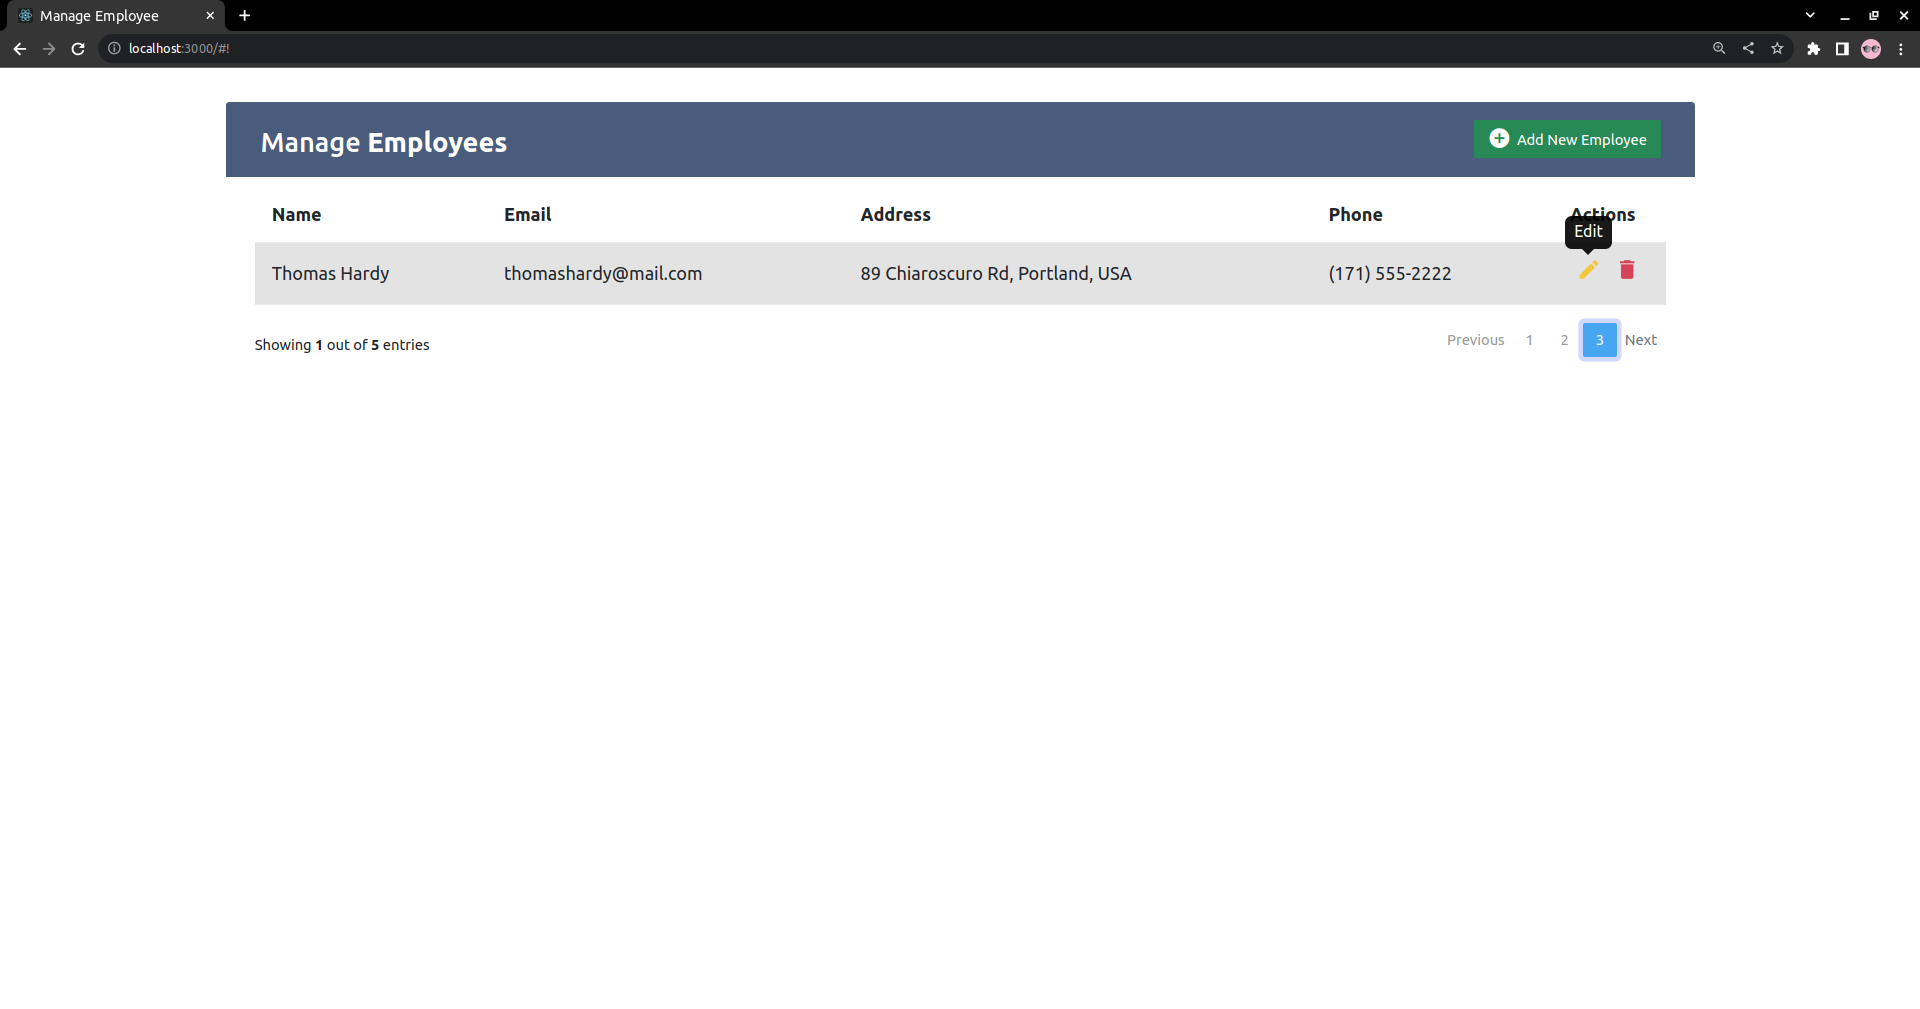 Manage Employee
localhost:3000/#!
Manage Employees
Add New Employee
Name Email Address Phone Actions
Edit
Thomas Hardy thomashardy@mail.com 89 Chiaroscuro Rd, Portland, USA (171) 555-2222
Showing 1 out of 5 entries
Previous 1 2 3 Next